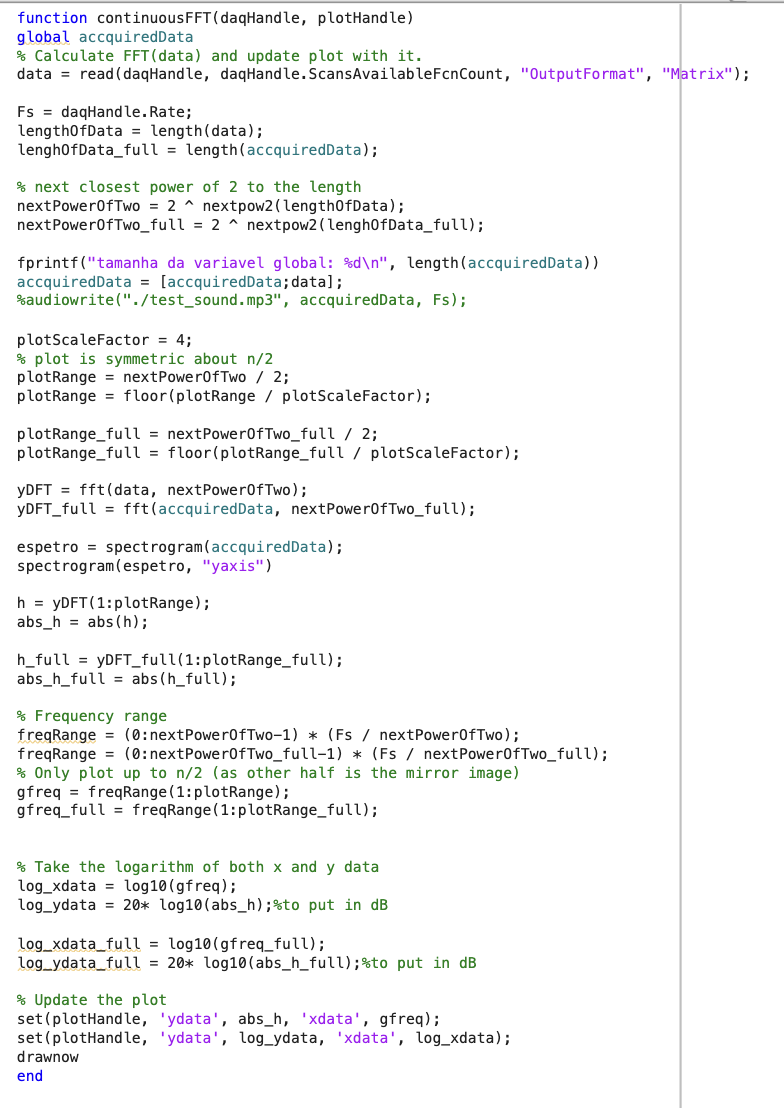 function continuousFFT(daqHandle, plotHandle)
global accquiredData
% Calculate FFT(data) and update plot with it.
data = read(daqHandle, daqHandle.ScansAvailableFcnCount, "OutputFormat", "Matrix");
Fs = daqHandle.Rate;
lengthOfData = length(data);
lenghOfData_full = length(accquiredData);
% next closest power of 2 to the length
nextPowerOfTwo = 2 ^ nextpow2(lengthOfData);
nextPowerOfTwo_full = 2 ^ nextpow2(lenghOfData_full);
fprintf("tamanha da variavel global: %d\n", length(accquiredData))
accquiredData = [accquiredData;data];
%audiowrite("./test_sound.mp3", accquiredData, Fs);
plotScaleFactor = 4;
% plot is symmetric about n/2
plotRange = nextPowerOfTwo / 2;
plotRange = floor(plotRange / plotScaleFactor);
plotRange_full = nextPowerOfTwo_full / 2;
plotRange_full = floor(plotRange_full / plotScaleFactor);
yDFT = fft(data, nextPowerOfTwo);
yDFT_full = fft(accquiredData, nextPowerOfTwo_full);
espetro = spectrogram(accquiredData);
spectrogram(espetro, "yaxis")
h = yDFT(1:plotRange);
abs_h = abs(h);
h_full = yDFT_full(1:plotRange_full);
abs_h_full = abs(h_full);
% Frequency range
freqRange = (0:nextPowerOfTwo-1) * (Fs / nextPowerOfTwo);
freqRange = (0:nextPowerOfTwo_full-1) * (Fs / nextPowerOfTwo_full);
% Only plot up to n/2 (as other half is the mirror image)
gfreq = freqRange(1:plotRange);
gfreq_full = freqRange(1:plotRange_full);
% Take the logarithm of both x and y data
log_xdata = log10(gfreq);
log_ydata = 20* log10(abs_h);%to put in dB
log_xdata_full = log10(gfreq_full);
log_ydata_full = 20* log10(abs_h_full);%to put in dB
% Update the plot
set(plotHandle, 'ydata', abs_h, 'xdata', gfreq);
set(plotHandle, 'ydata', log_ydata, 'xdata', log_xdata);
drawnow
end